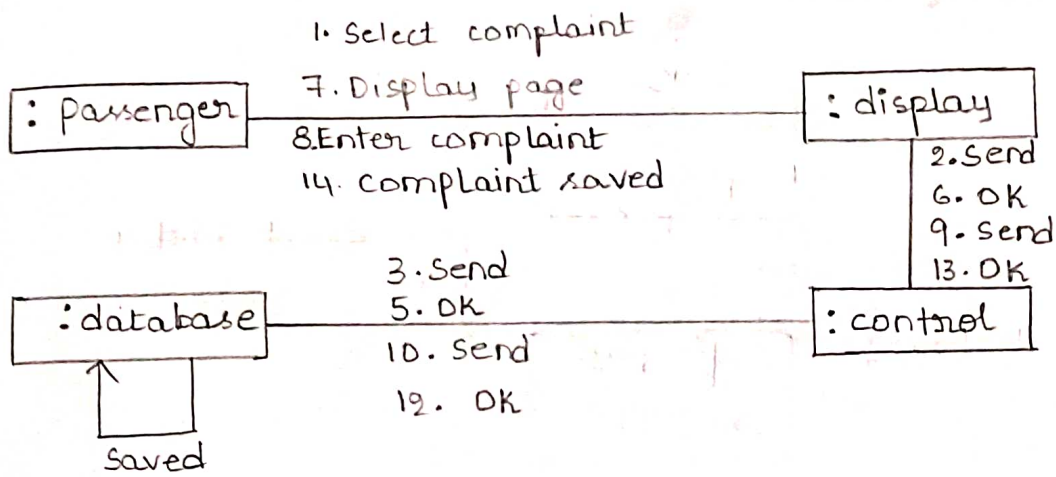 1. Select complaint
7. Display page
: passenger
: display
8. Enter complaint
14. complaint saved
2. Send
6. OK
9. Send
13. OK
3. Send
5. OK
: database
: control
10. Send
12. OK
Saved